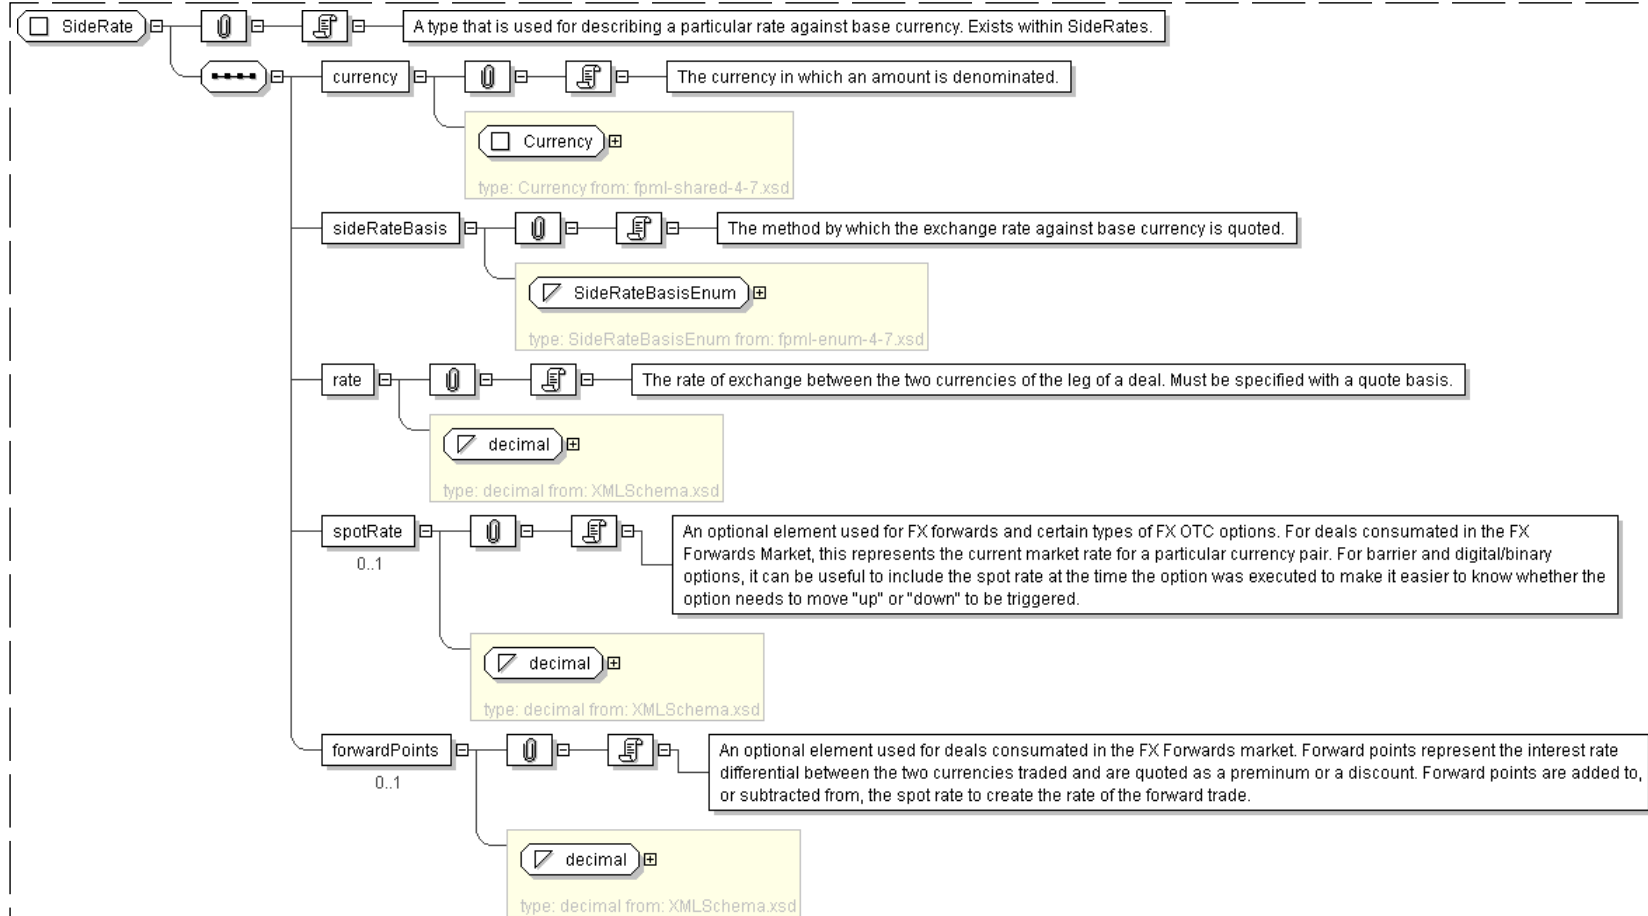 SideRate
A type that is used for describing a particular rate against base currency. Exists within SideRates.
currency
The currency in which an amount is denominated.
Currency
type: Currency from: fpml-shared-4-7.xsd
sideRateBasis
The method by which the exchange rate against base currency is quoted.
SideRateBasisEnum
type: SideRateBasisEnum from: fpml-enum-4-7.xsd
rate
The rate of exchange between the two currencies of the leg of a deal. Must be specified with a quote basis.
decimal
type: decimal from: XMLSchema.xsd
spotRate
0..1
An optional element used for FX forwards and certain types of FX OTC options. For deals consumated in the FX
Forwards Market, this represents the current market rate for a particular currency pair. For barrier and digital/binary
options, it can be useful to include the spot rate at the time the option was executed to make it easier to know whether the
option needs to move "up" or "down" to be triggered.
decimal
type: decimal from: XMLSchema.xsd
forwardPoints
0..1
An optional element used for deals consumated in the FX Forwards market. Forward points represent the interest rate
differential between the two currencies traded and are quoted as a preminum or a discount. Forward points are added to,
or subtracted from, the spot rate to create the rate of the forward trade.
decimal
type: decimal from: XMLSchema.xsd